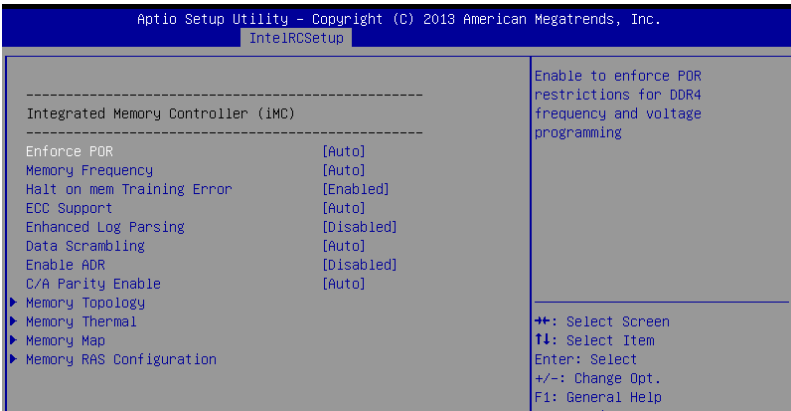 Aptio Setup Utility – Copyright (C) 2013 American Megatrends, Inc.
IntelRCSetup
--------------------------------------------------
Integrated Memory Controller (iMC)
--------------------------------------------------
Enforce POR [Auto]
Memory Frequency [Auto]
Halt on mem Training Error [Enabled]
ECC Support [Auto]
Enhanced Log Parsing [Disabled]
Data Scrambling [Auto]
Enable ADR [Disabled]
C/A Parity Enable [Auto]
Memory Topology
Memory Thermal
Memory Map
Memory RAS Configuration
Enable to enforce POR
restrictions for DDR4
frequency and voltage
programming
→←: Select Screen
↑↓: Select Item
Enter: Select
+/-: Change Opt.
F1: General Help